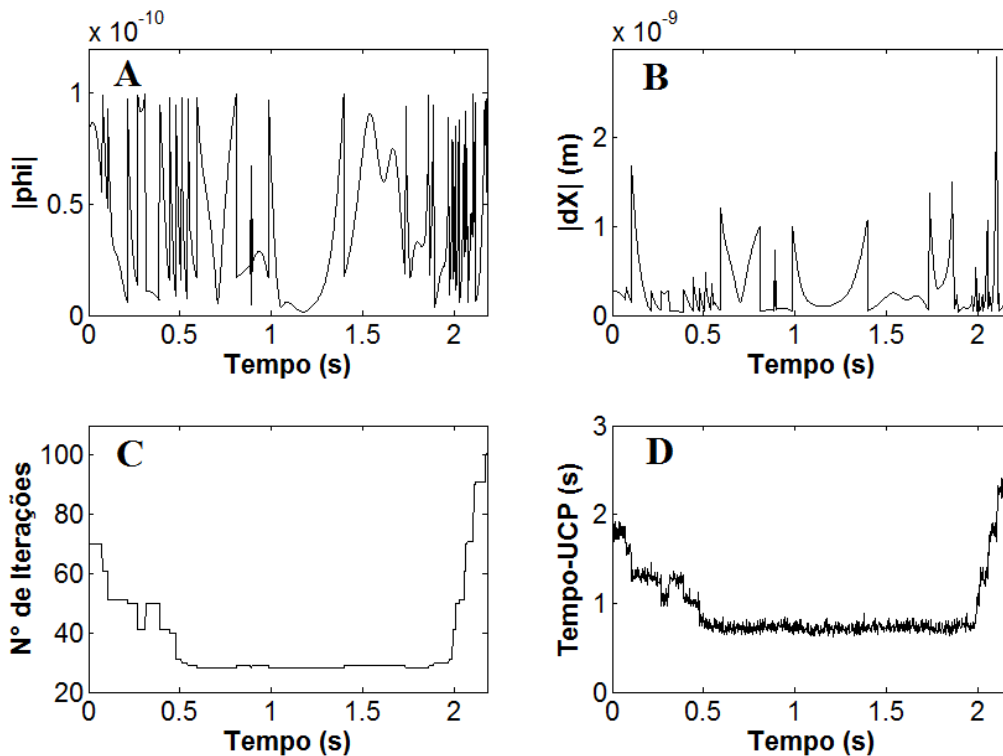 x 10⁻¹⁰
A
|phi|
1
0.5
0
0 0.5 1 1.5 2
Tempo (s)
x 10⁻⁹
B
|dX| (m)
2
1
0
0 0.5 1 1.5 2
Tempo (s)
C
N° de Iterações
100
80
60
40
20
0 0.5 1 1.5 2
Tempo (s)
D
Tempo-UCP (s)
3
2
1
0
0 0.5 1 1.5 2
Tempo (s)